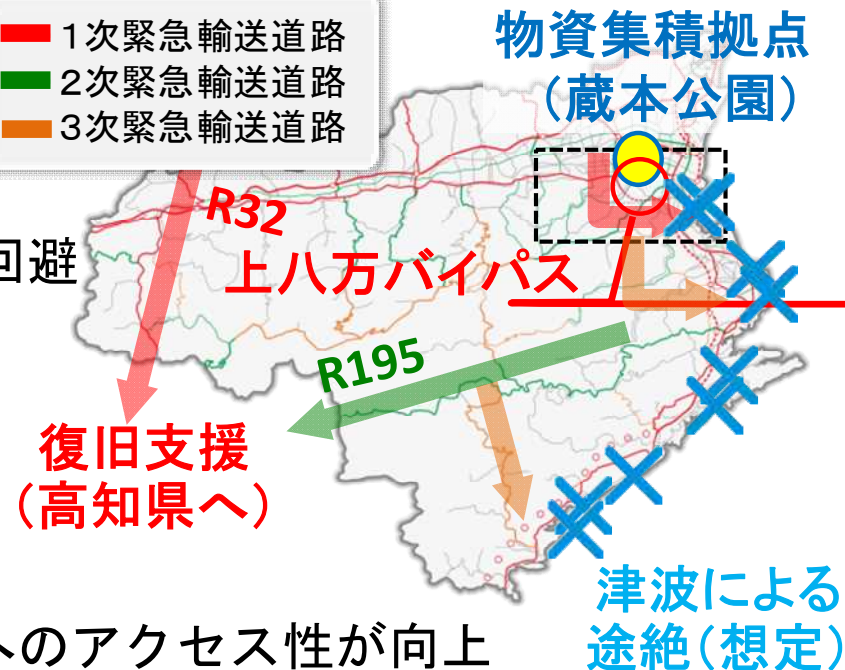 1次緊急輸送道路
2次緊急輸送道路
3次緊急輸送道路
物資集積拠点
(蔵本公園)
R32
回避
上八万バイパス
R195
復旧支援
(高知県へ)
津波による
途絶(想定)
へのアクセス性が向上